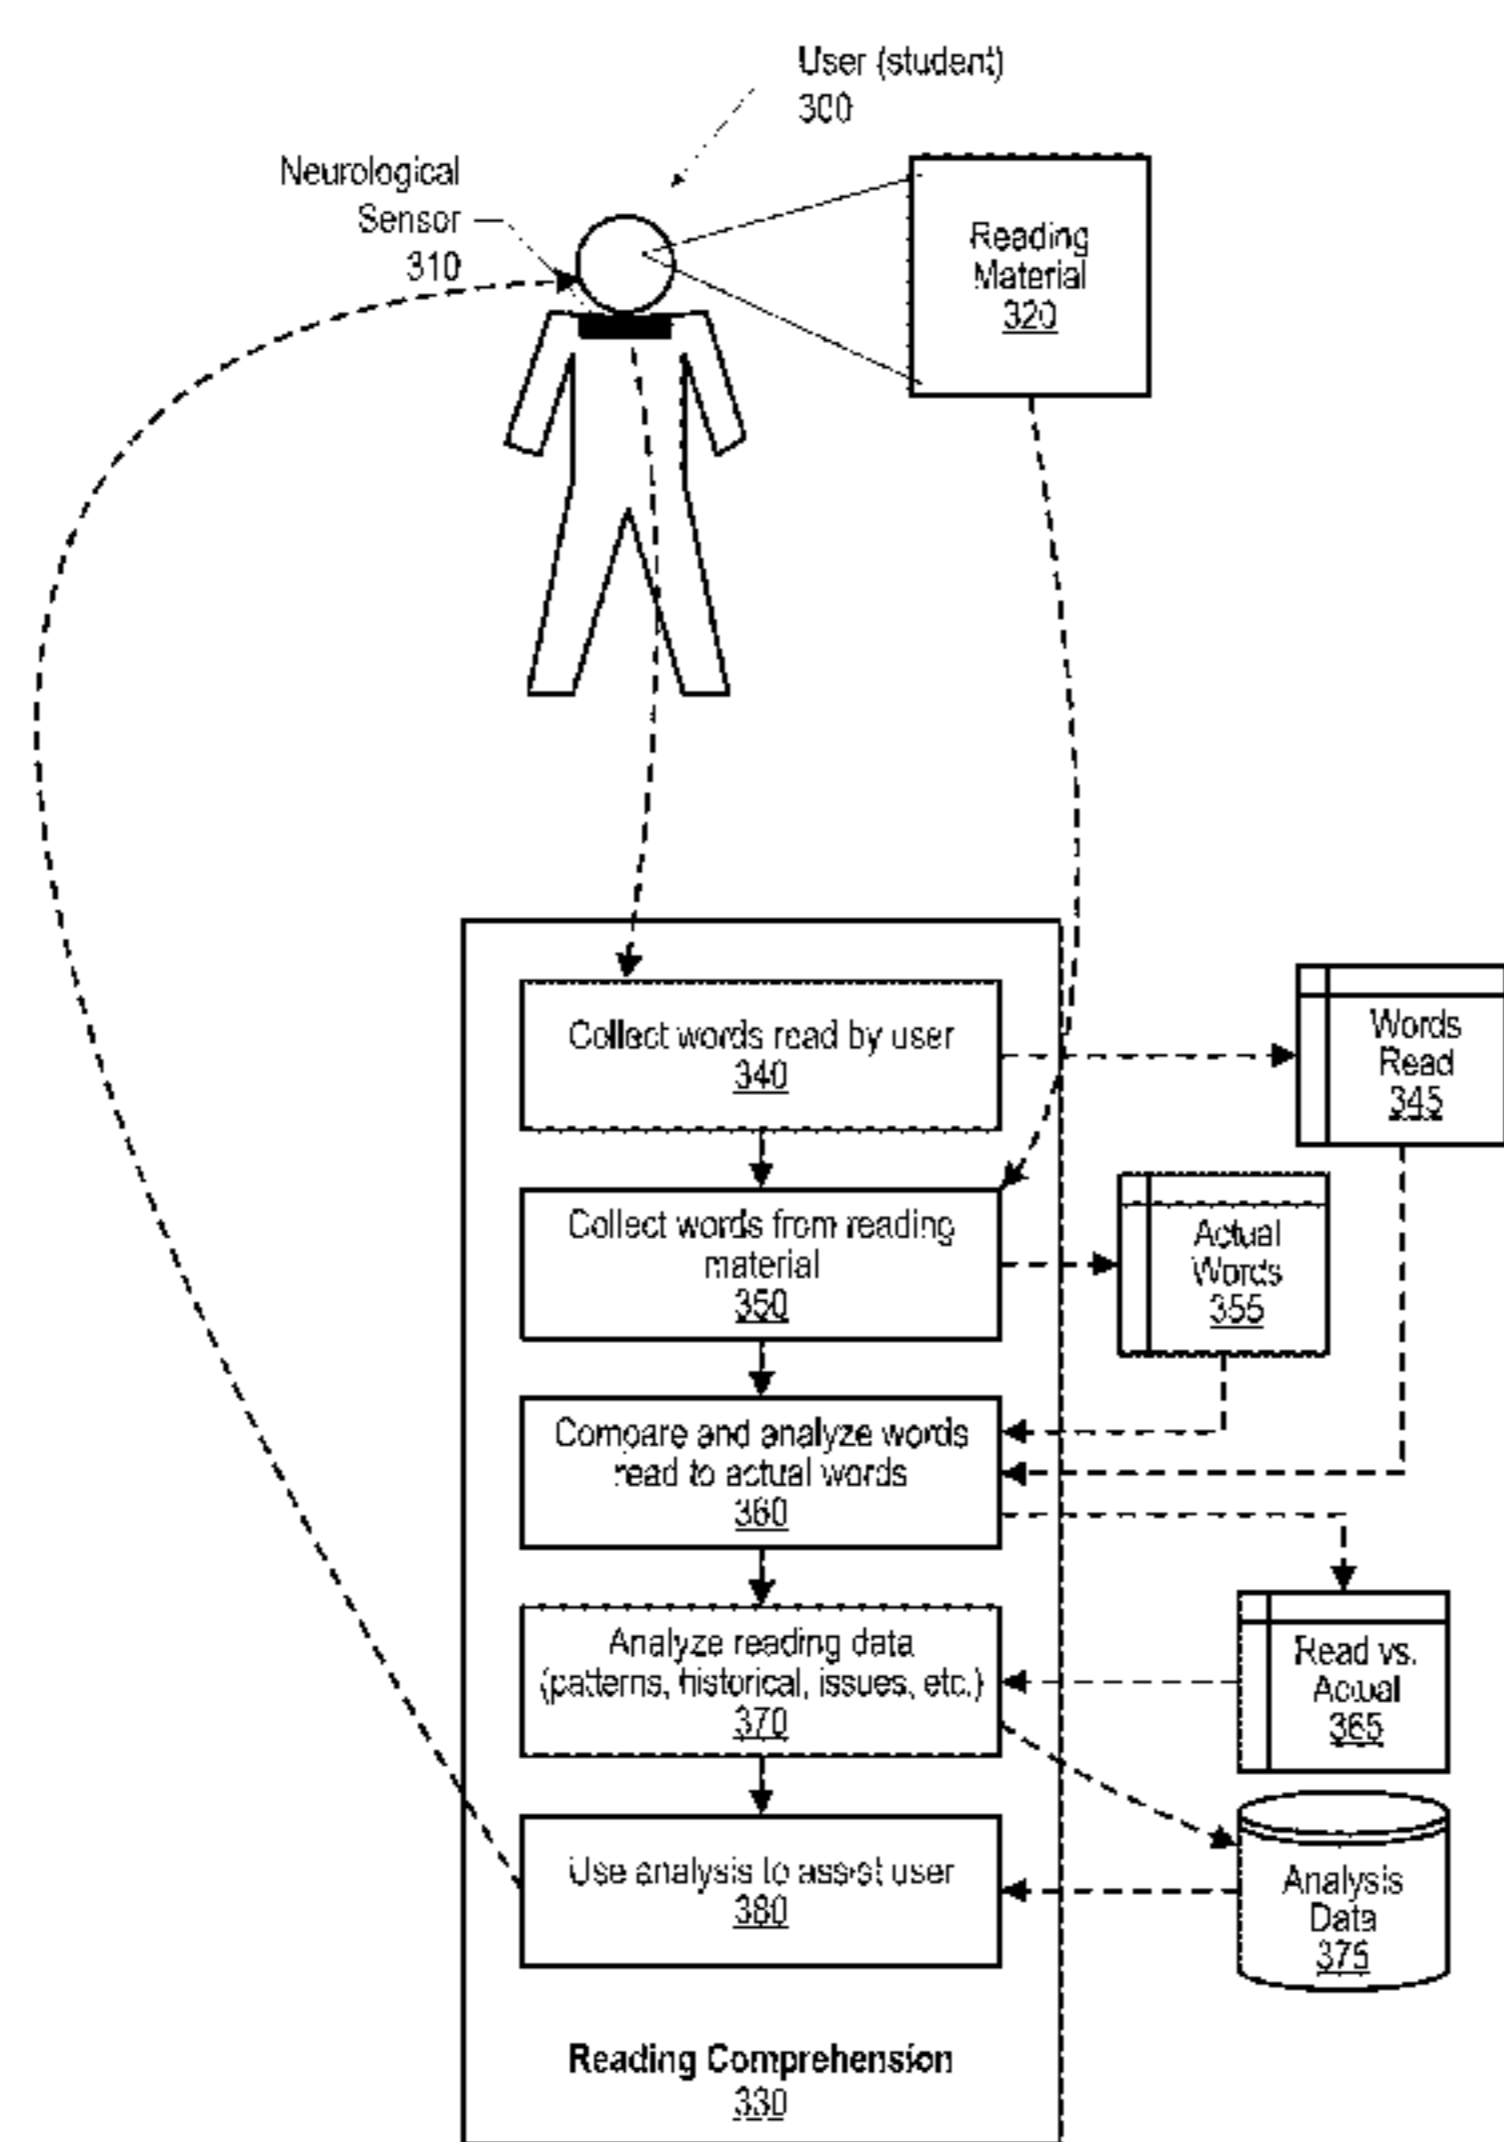 User (student)
300
Neurological
Sensor
310
Reading
Material
320
Collect words read by user
340
Words
Read
345
Collect words from reading
material
350
Actual
Words
355
Compare and analyze words
read to actual words
360
Analyze reading data
(patterns, historical, issues, etc.)
370
Read vs.
Actual
365
Use analysis to assist user
380
Analysis
Data
375
Reading Comprehension
330